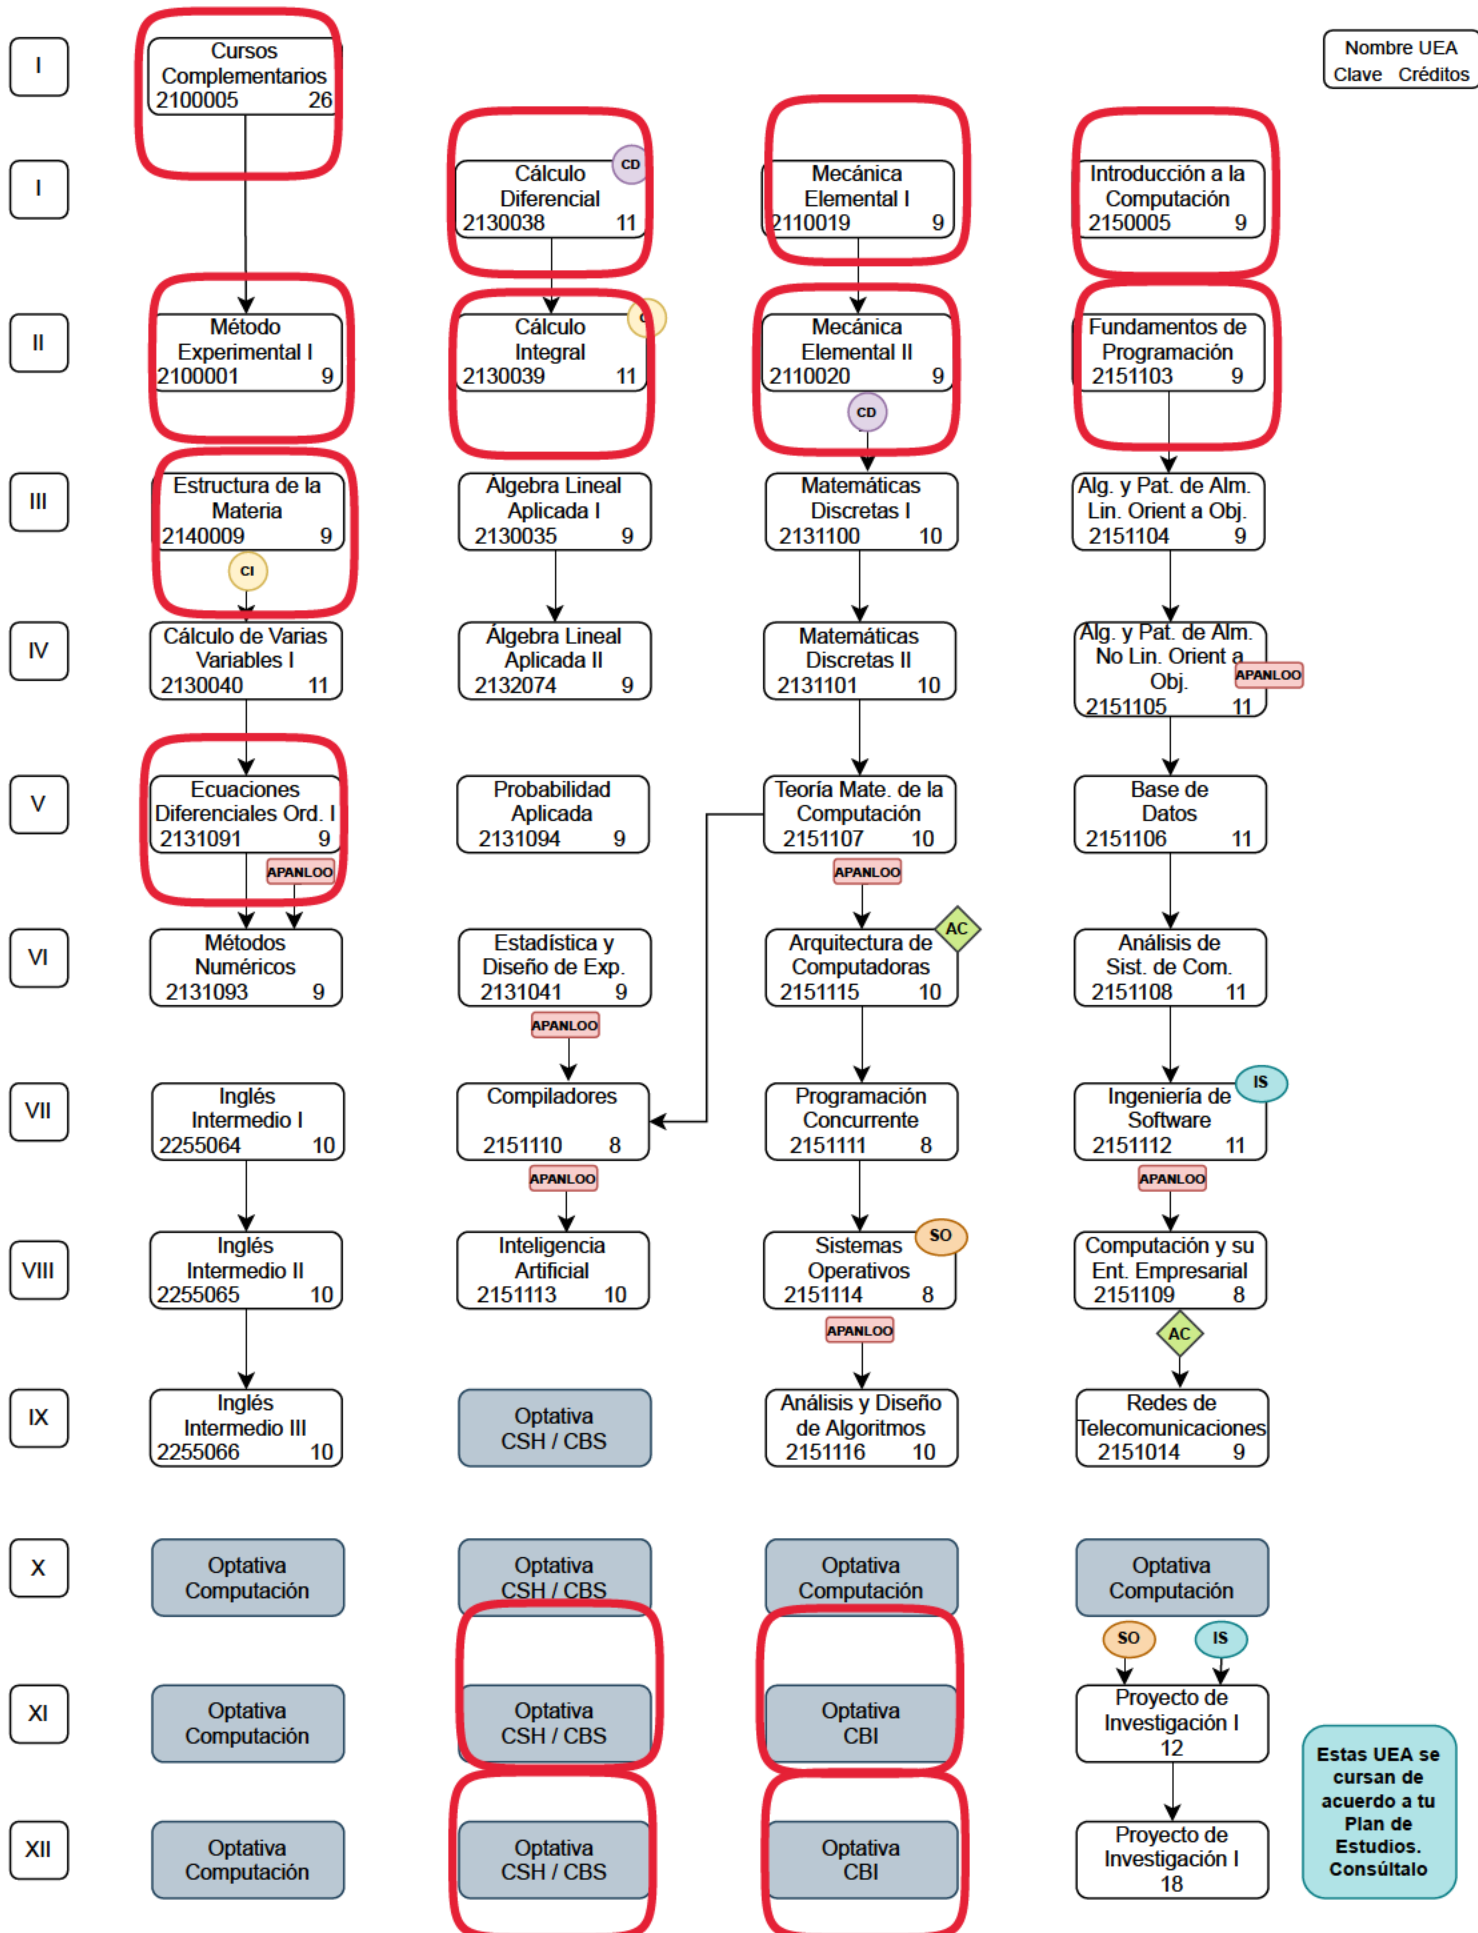 I
Cursos
Complementarios
2100005 26
Nombre UEA
Clave Créditos
I
Cálculo
Diferencial
2130038 11
CD
Mecánica
Elemental I
2110019 9
Introducción a la
Computación
2150005 9
II
Método
Experimental I
2100001 9
Cálculo
Integral
2130039 11
Mecánica
Elemental II
2110020 9
CD
Fundamentos de
Programación
2151103 9
III
Estructura de la
Materia
2140009 9
CI
Álgebra Lineal
Aplicada I
2130035 9
Matemáticas
Discretas I
2131100 10
Alg. y Pat. de Alm.
Lin. Orient a Obj.
2151104 9
IV
Cálculo de Varias
Variables I
2130040 11
Álgebra Lineal
Aplicada II
2132074 9
Matemáticas
Discretas II
2131101 10
Alg. y Pat. de Alm.
No Lin. Orient a
Obj.
2151105 11
APANLOO
V
Ecuaciones
Diferenciales Ord. I
2131091 9
APANLOO
Probabilidad
Aplicada
2131094 9
Teoría Mate. de la
Computación
2151107 10
APANLOO
Base de
Datos
2151106 11
VI
Métodos
Numéricos
2131093 9
Estadística y
Diseño de Exp.
2131041 9
APANLOO
Arquitectura de
Computadoras
2151115 10
AC
Análisis de
Sist. de Com.
2151108 11
VII
Inglés
Intermedio I
2255064 10
Compiladores
2151110 8
APANLOO
Programación
Concurrente
2151111 8
Ingeniería de
Software
2151112 11
IS
APANLOO
VIII
Inglés
Intermedio II
2255065 10
Inteligencia
Artificial
2151113 10
Sistemas
Operativos
2151114 8
SO
APANLOO
Computación y su
Ent. Empresarial
2151109 8
AC
IX
Inglés
Intermedio III
2255066 10
Optativa
CSH / CBS
Análisis y Diseño
de Algoritmos
2151116 10
Redes de
Telecomunicaciones
2151014 9
X
Optativa
Computación
Optativa
CSH / CBS
Optativa
Computación
Optativa
Computación
SO
IS
XI
Optativa
Computación
Optativa
CSH / CBS
Optativa
CBI
Proyecto de
Investigación I
12
XII
Optativa
Computación
Optativa
CSH / CBS
Optativa
CBI
Proyecto de
Investigación I
18
Estas UEA se
cursan de
acuerdo a tu
Plan de
Estudios.
Consúltalo